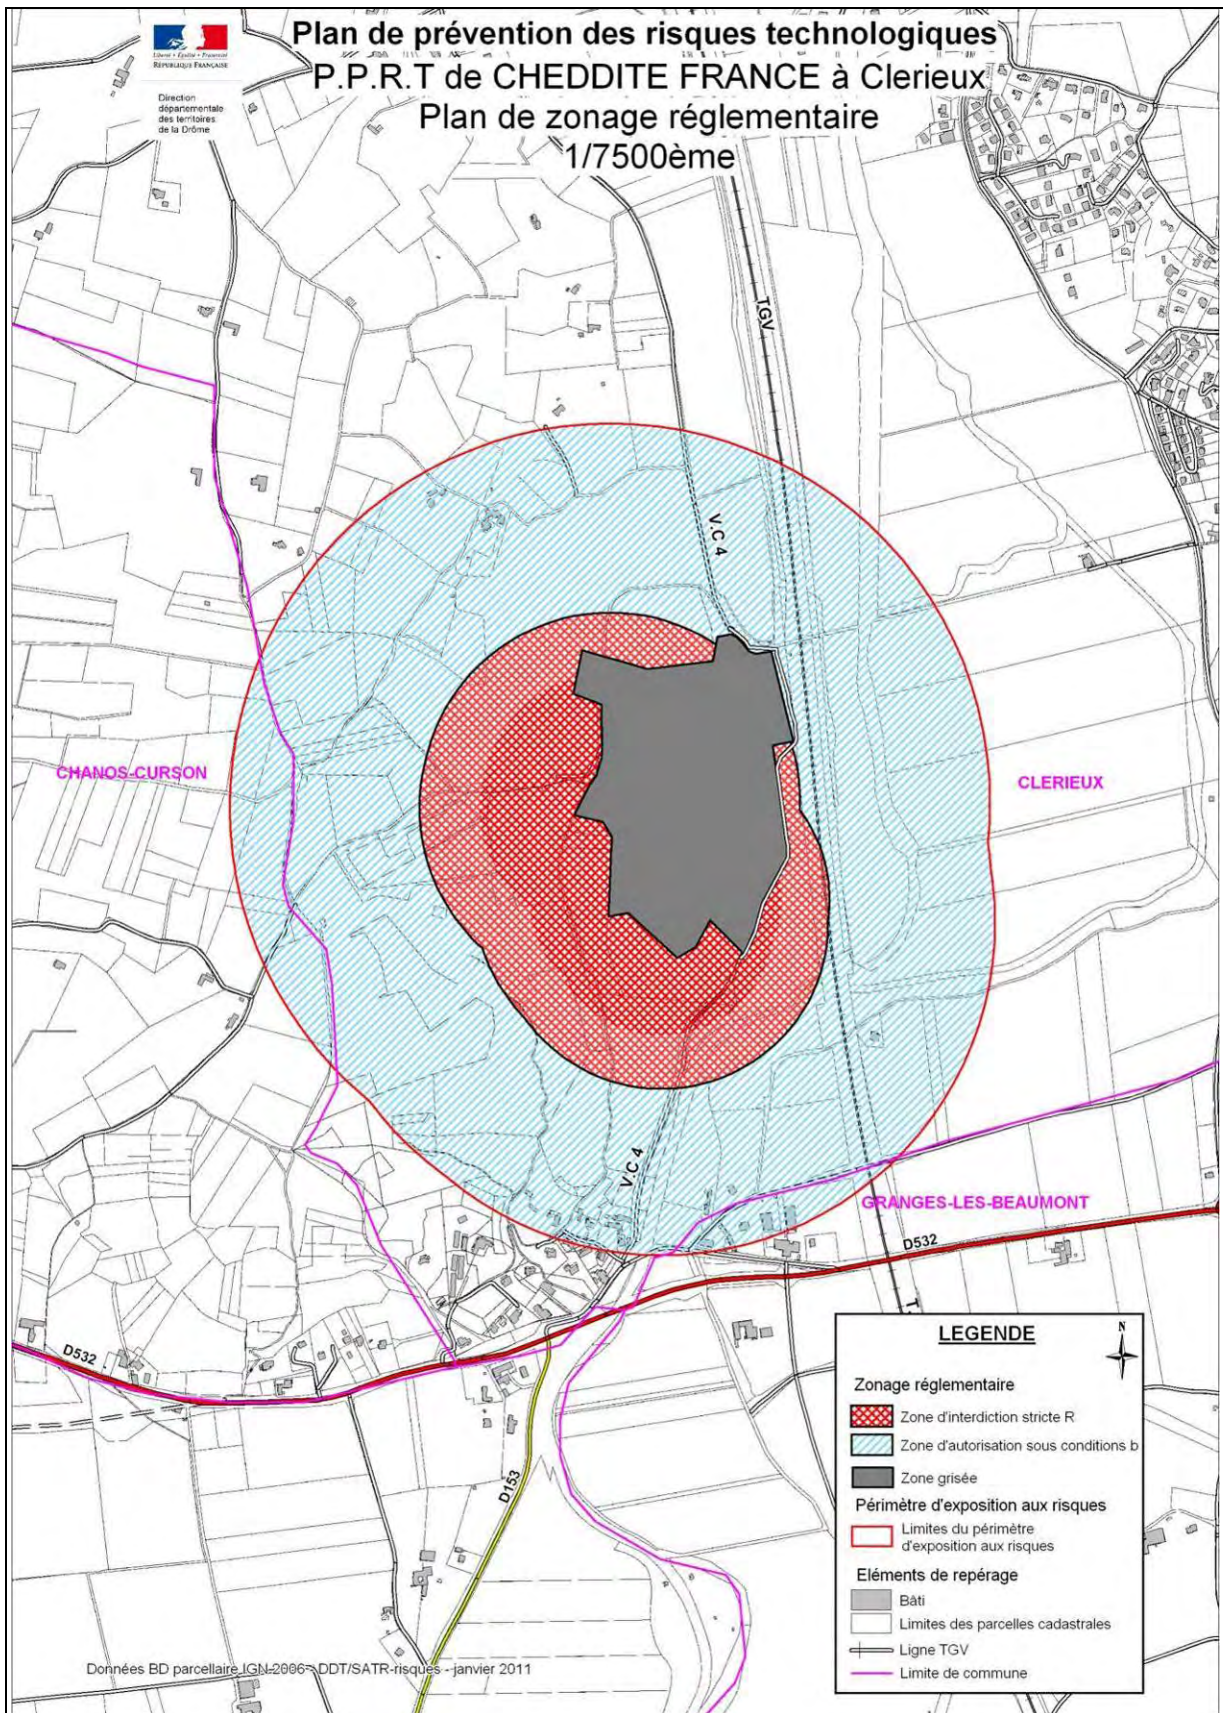 Plan de prévention des risques technologiques
P.P.R.T de CHEDDITE FRANCE à Clerieux
Plan de zonage réglementaire
1/7500ème
Liberté • Égalité • Fraternité
RÉPUBLIQUE FRANÇAISE
Direction
départementale
des territoires
de la Drôme
TGV
V.C 4
CHANOS-CURSON
CLERIEUX
V.C 4
GRANGES-LES-BEAUMONT
D532
D532
D153
T.
LEGENDE
N
Zonage réglementaire
Zone d'interdiction stricte R
Zone d'autorisation sous conditions b
Zone grisée
Périmètre d'exposition aux risques
Limites du périmètre
d'exposition aux risques
Eléments de repérage
Bâti
Limites des parcelles cadastrales
Ligne TGV
Limite de commune
Données BD parcellaire IGN 2006 - DDT/SATR-risques - janvier 2011